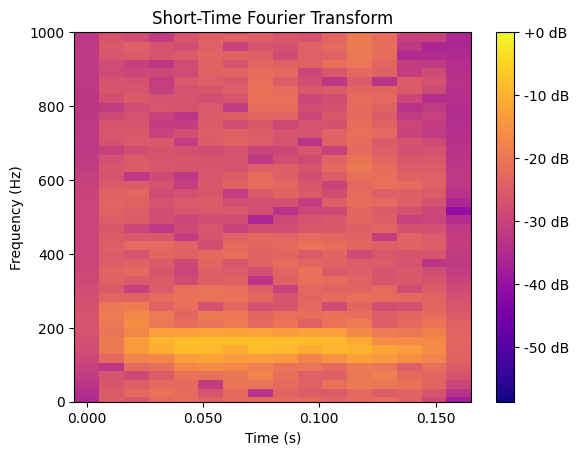 Short-Time Fourier Transform
1000
800
600
400
200
0
Frequency (Hz)
0.000
0.050
0.100
0.150
Time (s)
+0 dB
-10 dB
-20 dB
-30 dB
-40 dB
-50 dB